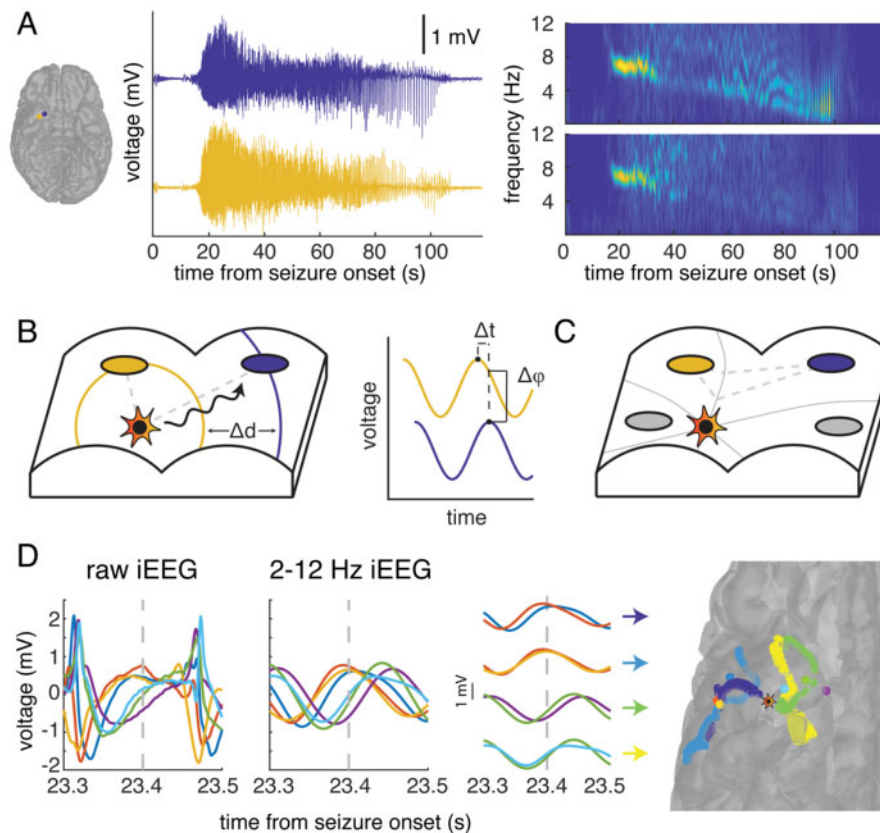 A
1 mV
voltage (mV)
0 20 40 60 80 100
time from seizure onset (s)
frequency (Hz)
12
8
4
12
8
4
0 20 40 60 80 100
time from seizure onset (s)
B
Δd
Δt
Δφ
voltage
time
C
D
raw iEEG
2-12 Hz iEEG
voltage (mV)
2
1
0
-1
-2
23.3 23.4 23.5
23.3 23.4 23.5
1 mV
23.3 23.4 23.5
time from seizure onset (s)